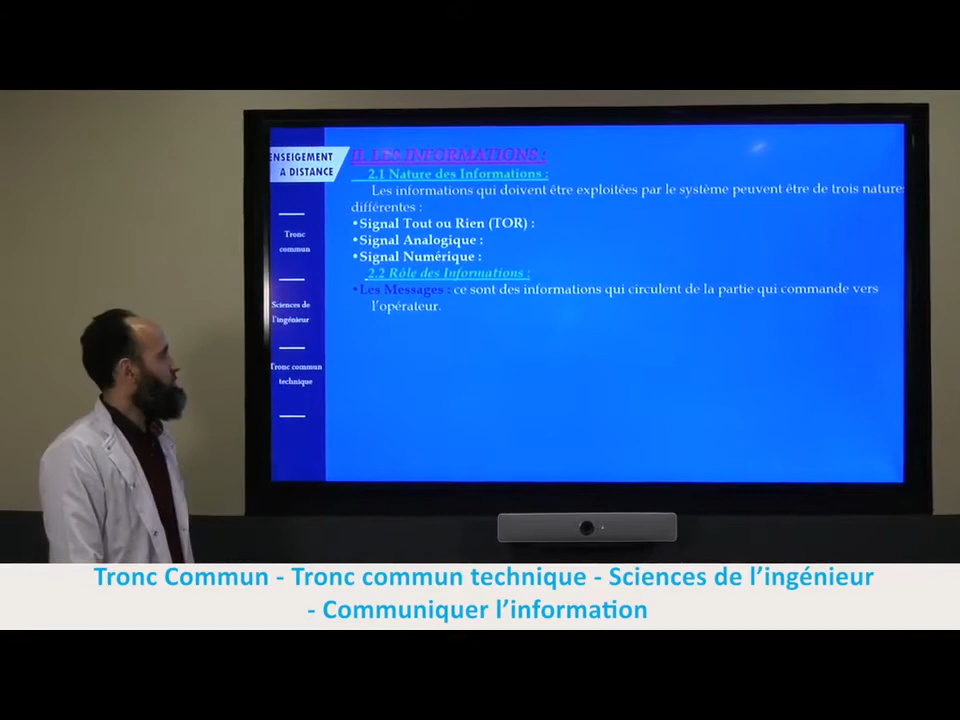 ENSEIGEMENT
A DISTANCE
Tronc
commun
Sciences de
l'ingénieur
Tronc commun
technique
II. LES INFORMATIONS :
2.1 Nature des Informations :
Les informations qui doivent être exploitées par le système peuvent être de trois natures
différentes :
•Signal Tout ou Rien (TOR) :
•Signal Analogique :
•Signal Numérique :
2.2 Rôle des Informations :
•Les Messages : ce sont des informations qui circulent de la partie qui commande vers
l'opérateur.
Tronc Commun - Tronc commun technique - Sciences de l'ingénieur
- Communiquer l'information